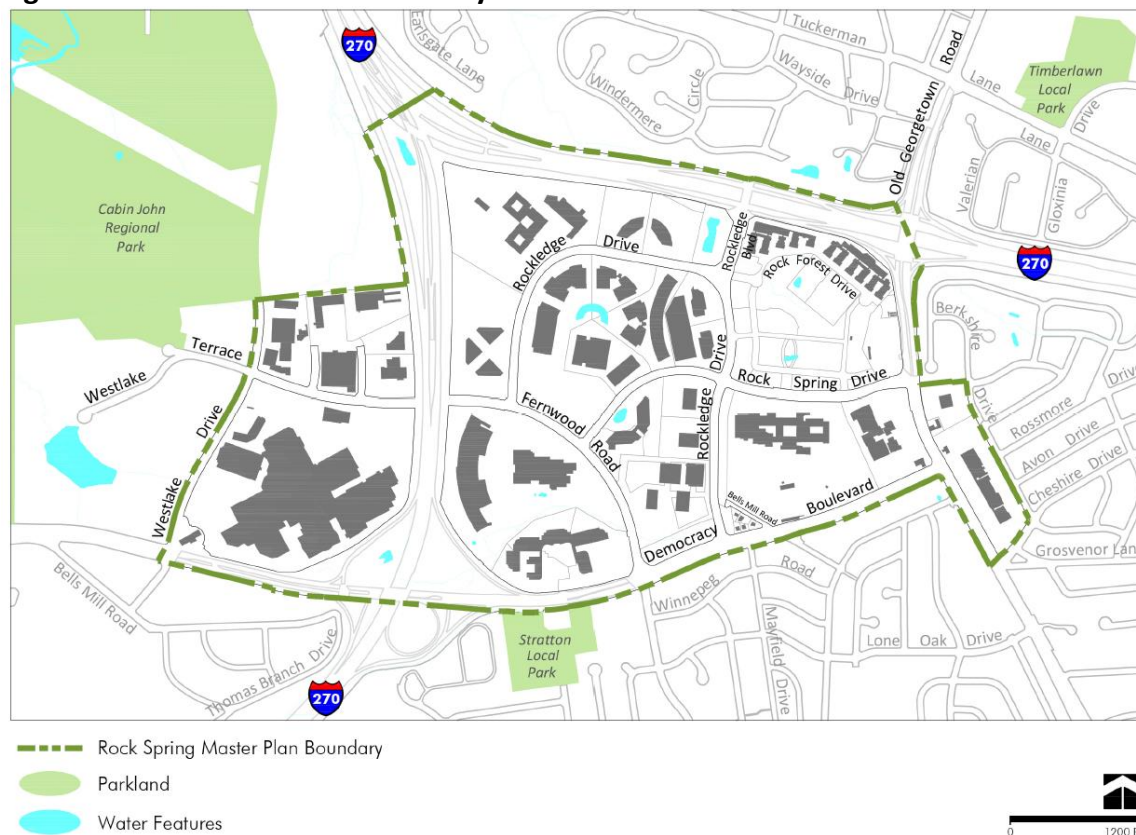 270
Earlsgate Lane
Tuckerman
Lane
Wayside Drive
Windermere
Circle
Old Georgetown Road
Timberlawn
Local
Park
Valerian
Lane
Gloxinia
Drive
270
Cabin John
Regional
Park
Rockledge
Drive
Rockledge
Blvd
Rock Forest Drive
Berkshire
Drive
Terrace
Westlake
Drive
Westlake
Fernwood
Road
Rockledge
Drive
Rock Spring Drive
Rossmore
Drive
Avon Drive
Cheshire Drive
Grosvenor Lane
Bells Mill Road
Democracy
Boulevard
Bells Mill Road
Winnepeg
Road
Mayfield Drive
Lone Oak Drive
Stratton
Local
Park
Thomas Branch Drive
270
Rock Spring Master Plan Boundary
Parkland
Water Features
0